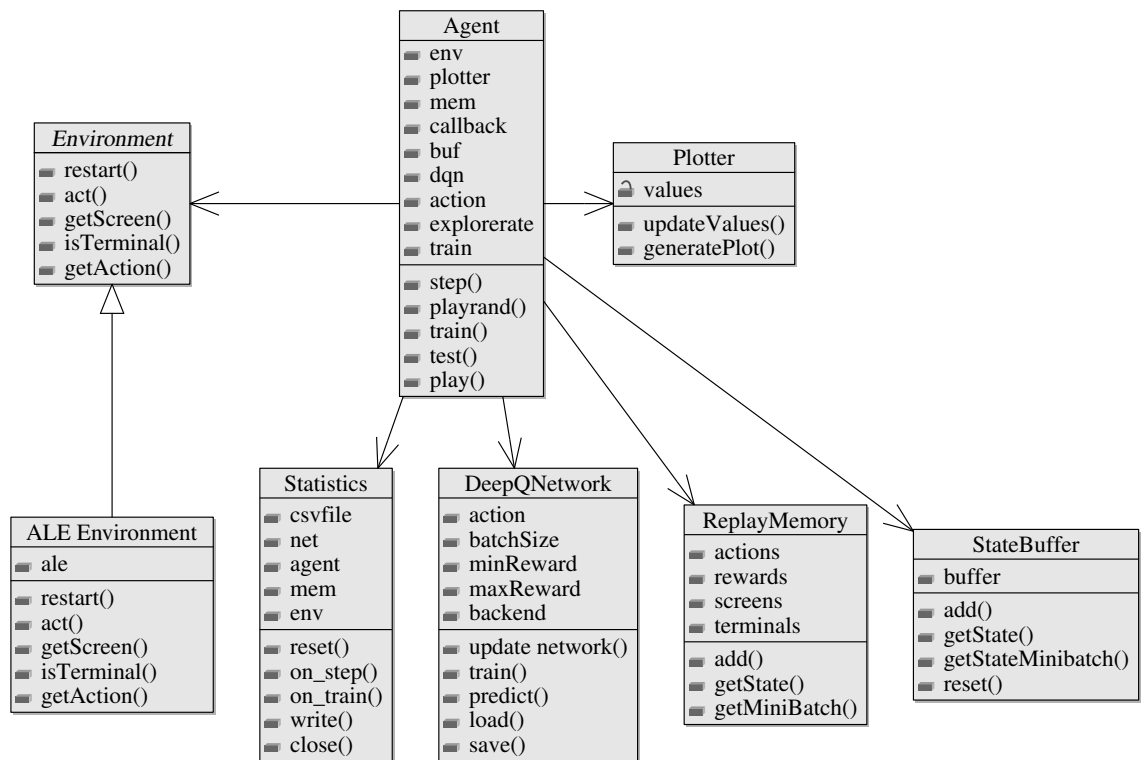 Agent
env
plotter
mem
callback
buf
dqn
action
explorerate
train
step()
playrand()
train()
test()
play()
Environment
restart()
act()
getScreen()
isTerminal()
getAction()
Plotter
values
updateValues()
generatePlot()
ALE Environment
ale
restart()
act()
getScreen()
isTerminal()
getAction()
Statistics
csvfile
net
agent
mem
env
reset()
on_step()
on_train()
write()
close()
DeepQNetwork
action
batchSize
minReward
maxReward
backend
update network()
train()
predict()
load()
save()
ReplayMemory
actions
rewards
screens
terminals
add()
getState()
getMiniBatch()
StateBuffer
buffer
add()
getState()
getStateMinibatch()
reset()